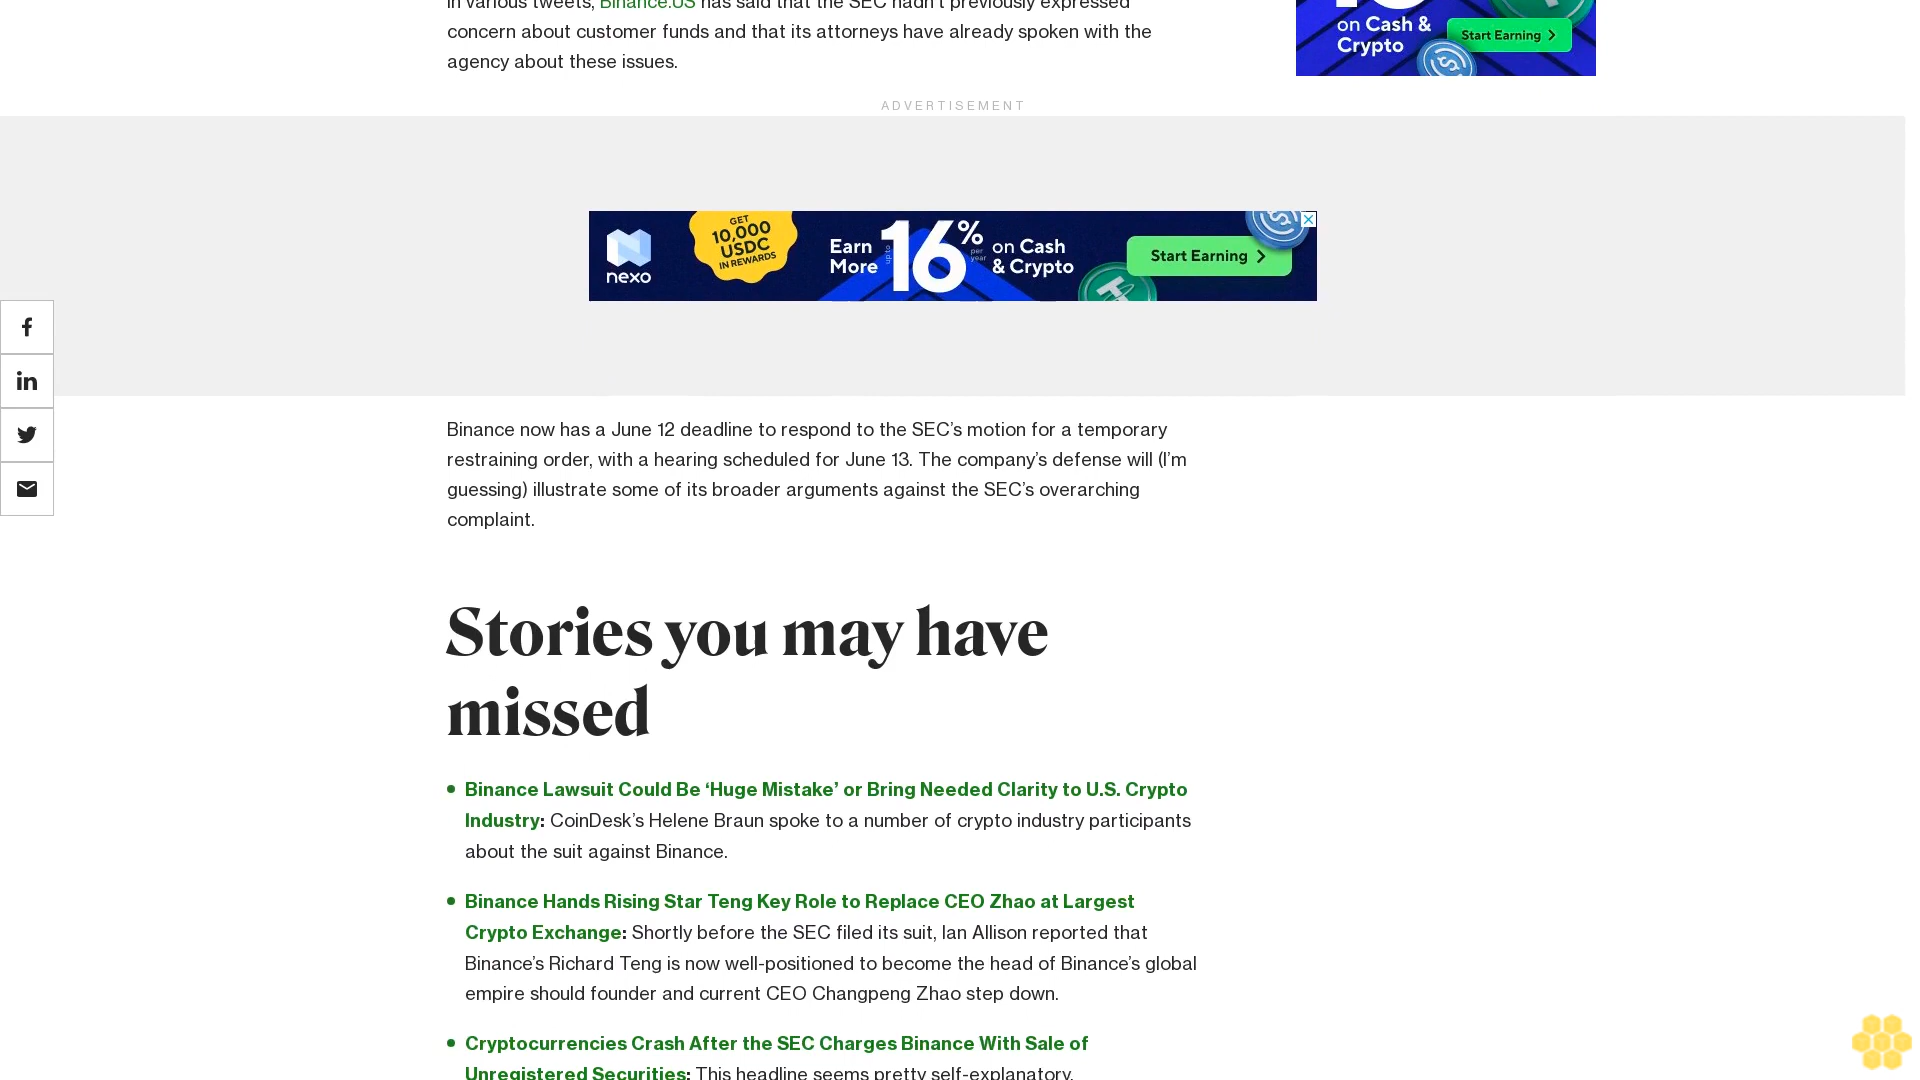 In various tweets, Binance.US has said that the SEC hadn't previously expressed
concern about customer funds and that its attorneys have already spoken with the
agency about these issues.
on Cash &
Crypto
Start Earning
ADVERTISEMENT
nexo
GET
10,000
USDC
IN REWARDS
Earn
More
up to
16%
per
year
on Cash
& Crypto
Start Earning
Binance now has a June 12 deadline to respond to the SEC’s motion for a temporary
restraining order, with a hearing scheduled for June 13. The company’s defense will (I’m
guessing) illustrate some of its broader arguments against the SEC’s overarching
complaint.
Stories you may have
missed
Binance Lawsuit Could Be ‘Huge Mistake’ or Bring Needed Clarity to U.S. Crypto
Industry: CoinDesk’s Helene Braun spoke to a number of crypto industry participants
about the suit against Binance.
Binance Hands Rising Star Teng Key Role to Replace CEO Zhao at Largest
Crypto Exchange: Shortly before the SEC filed its suit, Ian Allison reported that
Binance’s Richard Teng is now well-positioned to become the head of Binance’s global
empire should founder and current CEO Changpeng Zhao step down.
Cryptocurrencies Crash After the SEC Charges Binance With Sale of
Unregistered Securities: This headline seems pretty self-explanatory.